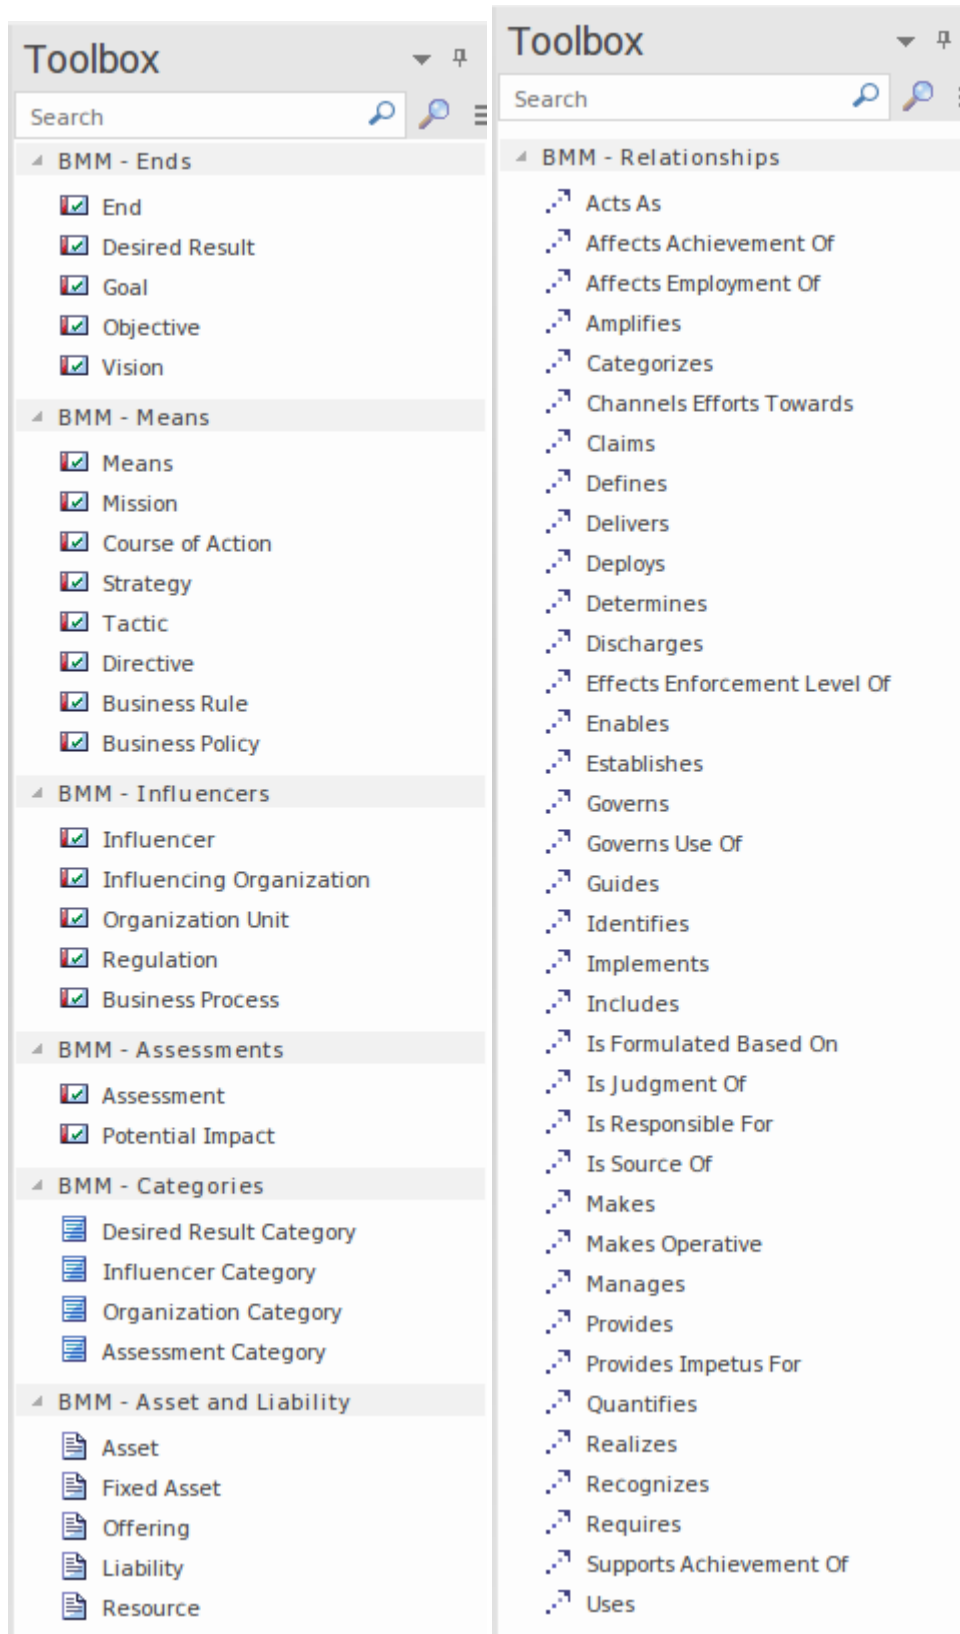 Toolbox
Search
BMM - Ends
End
Desired Result
Goal
Objective
Vision
BMM - Means
Means
Mission
Course of Action
Strategy
Tactic
Directive
Business Rule
Business Policy
BMM - Influencers
Influencer
Influencing Organization
Organization Unit
Regulation
Business Process
BMM - Assessments
Assessment
Potential Impact
BMM - Categories
Desired Result Category
Influencer Category
Organization Category
Assessment Category
BMM - Asset and Liability
Asset
Fixed Asset
Offering
Liability
Resource
Toolbox
Search
BMM - Relationships
Acts As
Affects Achievement Of
Affects Employment Of
Amplifies
Categorizes
Channels Efforts Towards
Claims
Defines
Delivers
Deploys
Determines
Discharges
Effects Enforcement Level Of
Enables
Establishes
Governs
Governs Use Of
Guides
Identifies
Implements
Includes
Is Formulated Based On
Is Judgment Of
Is Responsible For
Is Source Of
Makes
Makes Operative
Manages
Provides
Provides Impetus For
Quantifies
Realizes
Recognizes
Requires
Supports Achievement Of
Uses